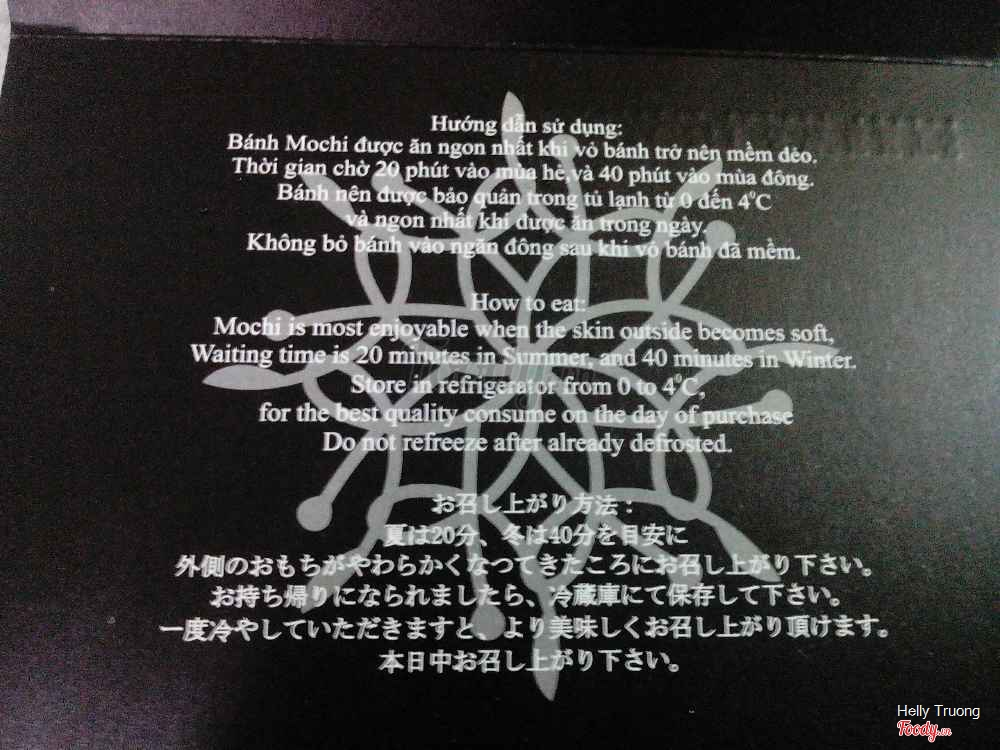 Hướng dẫn sử dụng:
Bánh Mochi được ăn ngon nhất khi vỏ bánh trở nên mềm dẻo.
Thời gian chờ 20 phút vào mùa hè,và 40 phút vào mùa đông.
Bánh nên được bảo quản trong tủ lạnh từ 0 đến 4°C
và ngon nhất khi được ăn trong ngày.
Không bỏ bánh vào ngăn đông sau khi vỏ bánh đã mềm.
How to eat:
Mochi is most enjoyable when the skin outside becomes soft,
Waiting time is 20 minutes in Summer, and 40 minutes in Winter.
Store in refrigerator from 0 to 4°C,
for the best quality consume on the day of purchase
Do not refreeze after already defrosted.
お召し上がり方法：
夏は20分、冬は40分を目安に
外側のおもちがやわらかくなってきたころにお召し上がり下さい。
お持ち帰りになられましたら、冷蔵庫にて保存して下さい。
一度冷やしていただきますと、より美味しくお召し上がり頂けます。
本日中お召し上がり下さい。
Helly Truong
Foody.vn